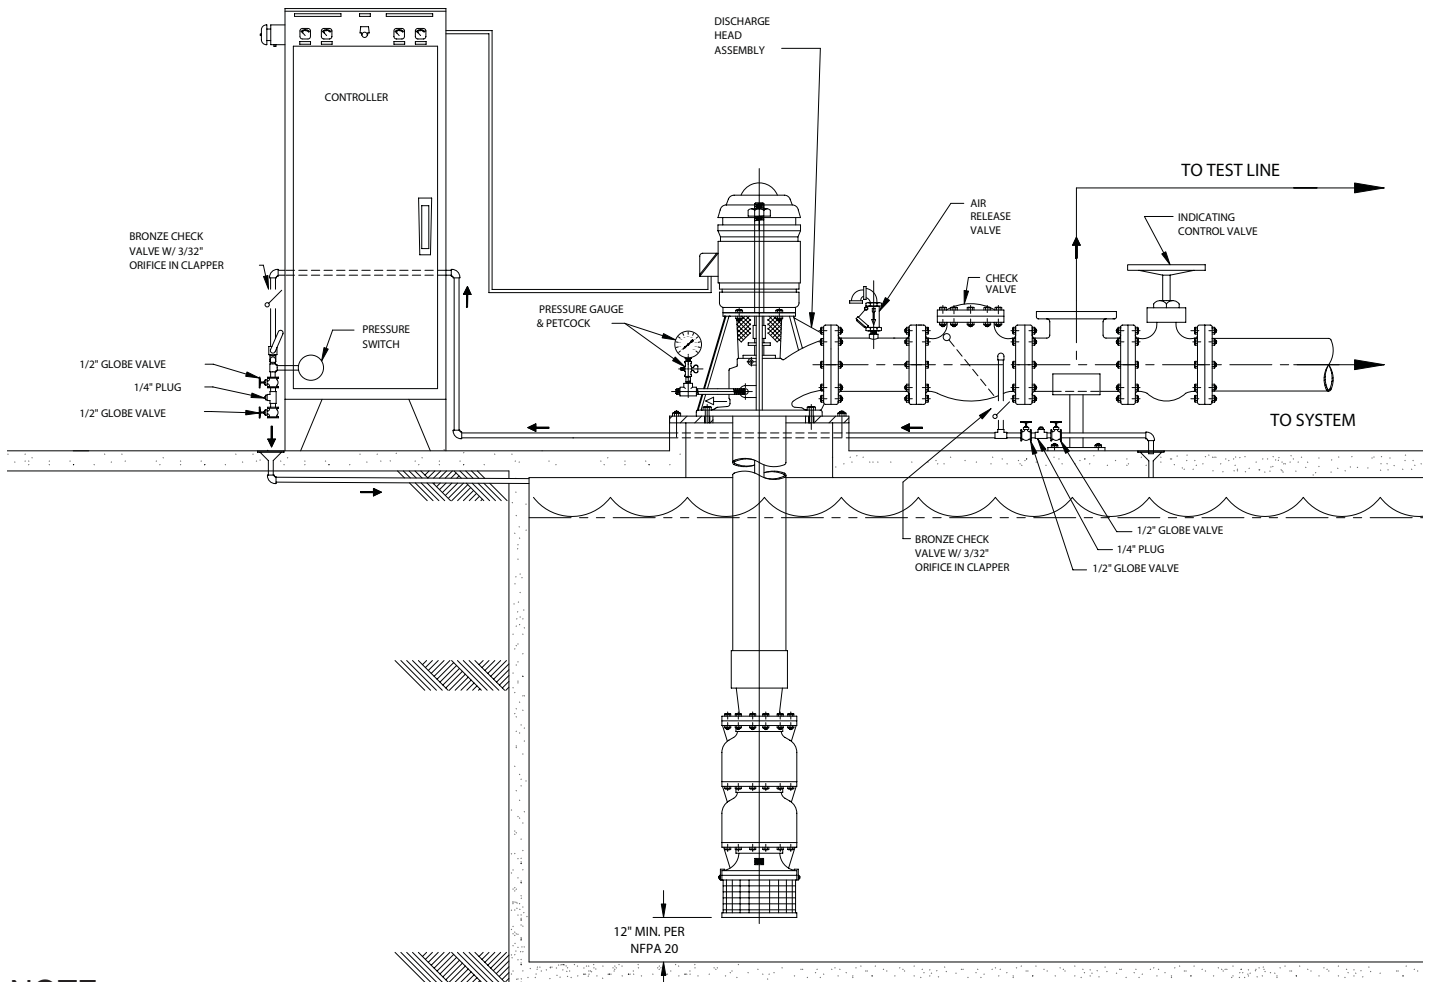 DISCHARGE
HEAD
ASSEMBLY
CONTROLLER
TO TEST LINE
AIR
RELEASE
VALVE
INDICATING
CONTROL VALVE
BRONZE CHECK
VALVE W/ 3/32"
ORIFICE IN CLAPPER
CHECK
VALVE
PRESSURE GAUGE
& PETCOCK
PRESSURE
SWITCH
1/2" GLOBE VALVE
1/4" PLUG
1/2" GLOBE VALVE
TO SYSTEM
BRONZE CHECK
VALVE W/ 3/32"
ORIFICE IN CLAPPER
1/2" GLOBE VALVE
1/4" PLUG
1/2" GLOBE VALVE
12" MIN. PER
NFPA 20
NOTE